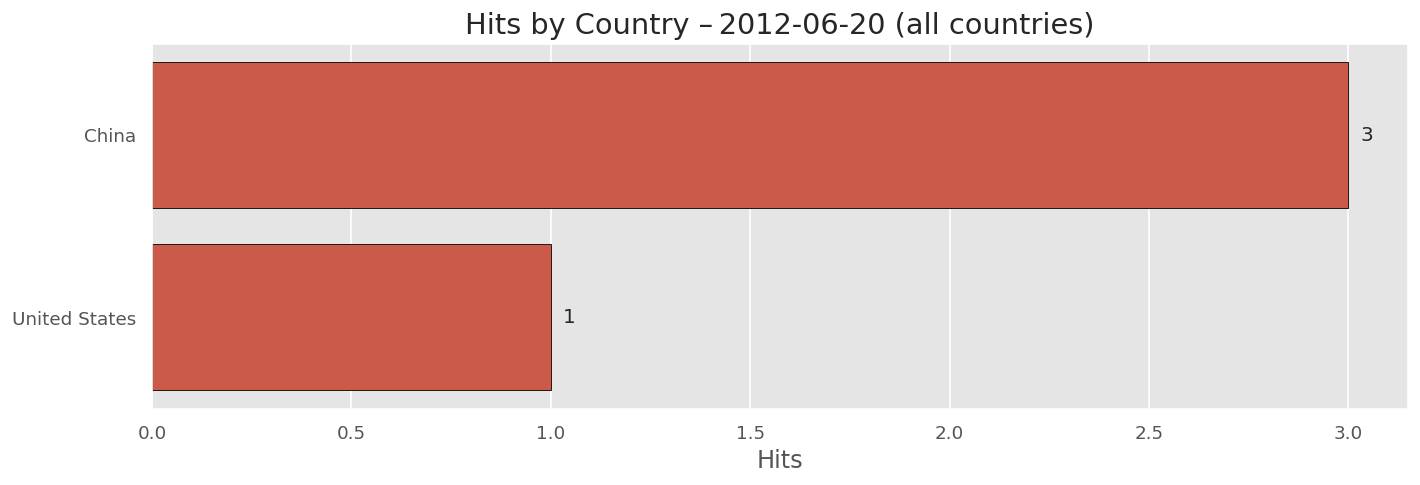 Hits by Country – 2012-06-20 (all countries)
China
3
United States
1
0.0 0.5 1.0 1.5 2.0 2.5 3.0
Hits